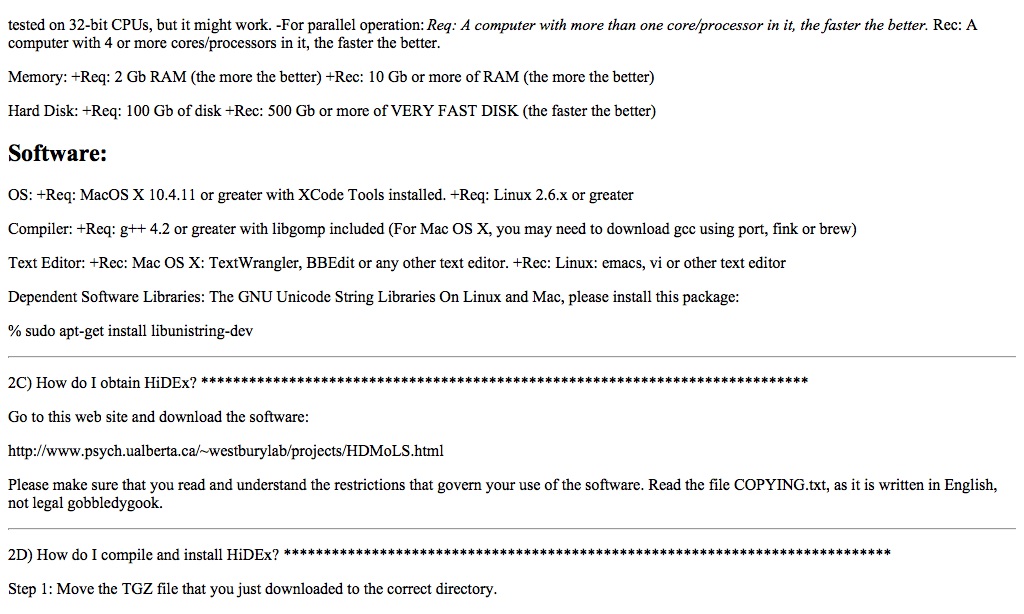 tested on 32-bit CPUs, but it might work. -For parallel operation: Req: A computer with more than one core/processor in it, the faster the better. Rec: A
computer with 4 or more cores/processors in it, the faster the better.
Memory: +Req: 2 Gb RAM (the more the better) +Rec: 10 Gb or more of RAM (the more the better)
Hard Disk: +Req: 100 Gb of disk +Rec: 500 Gb or more of VERY FAST DISK (the faster the better)
Software:
OS: +Req: MacOS X 10.4.11 or greater with XCode Tools installed. +Req: Linux 2.6.x or greater
Compiler: +Req: g++ 4.2 or greater with libgomp included (For Mac OS X, you may need to download gcc using port, fink or brew)
Text Editor: +Rec: Mac OS X: TextWrangler, BBEdit or any other text editor. +Rec: Linux: emacs, vi or other text editor
Dependent Software Libraries: The GNU Unicode String Libraries On Linux and Mac, please install this package:
% sudo apt-get install libunistring-dev
2C) How do I obtain HiDEx? ****************************************************************************
Go to this web site and download the software:
http://www.psych.ualberta.ca/~westburylab/projects/HDMoLS.html
Please make sure that you read and understand the restrictions that govern your use of the software. Read the file COPYING.txt, as it is written in English,
not legal gobbledygook.
2D) How do I compile and install HiDEx? ****************************************************************************
Step 1: Move the TGZ file that you just downloaded to the correct directory.